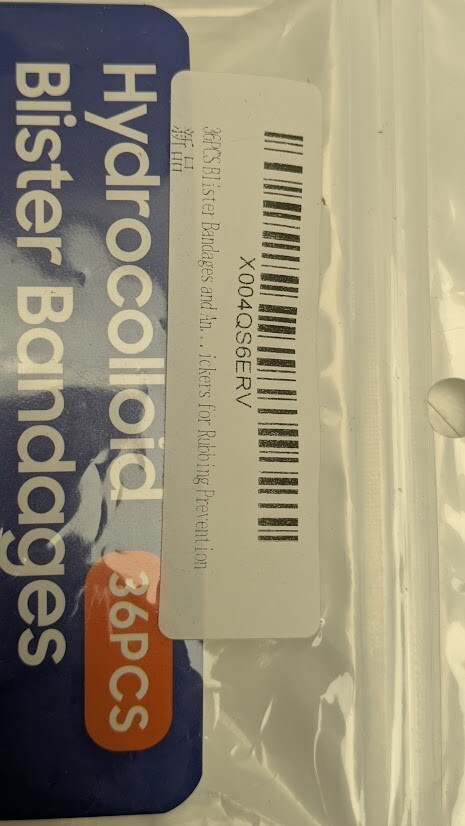 Hydrocolloid
Blister Bandages
36PCS
X004QS6ERV
36PCS Blister Bandages and An... ickers for Rubbing Prevention
新品